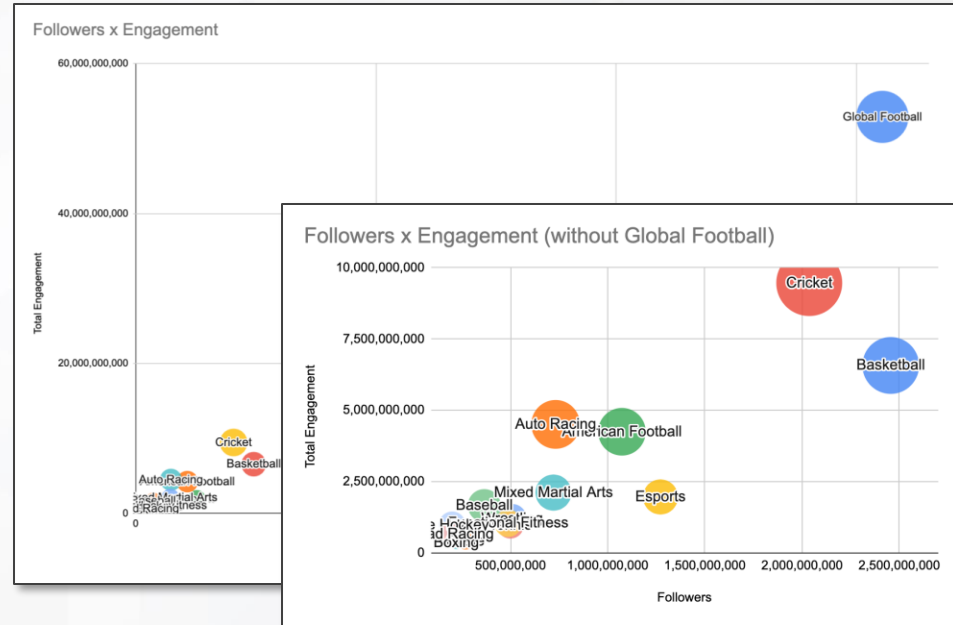 Followers x Engagement
60,000,000,000
Global Football
40,000,000,000
Total Engagement
20,000,000,000
Cricket
Basketball
Auto Racing
Martial Arts
0
0
Followers x Engagement (without Global Football)
10,000,000,000
Cricket
7,500,000,000
Basketball
5,000,000,000
Auto Racing
American Football
Total Engagement
2,500,000,000
Mixed Martial Arts
Esports
Baseball
Fitness
Racing
Boxing
0
500,000,000
1,000,000,000
1,500,000,000
2,000,000,000
2,500,000,000
Followers